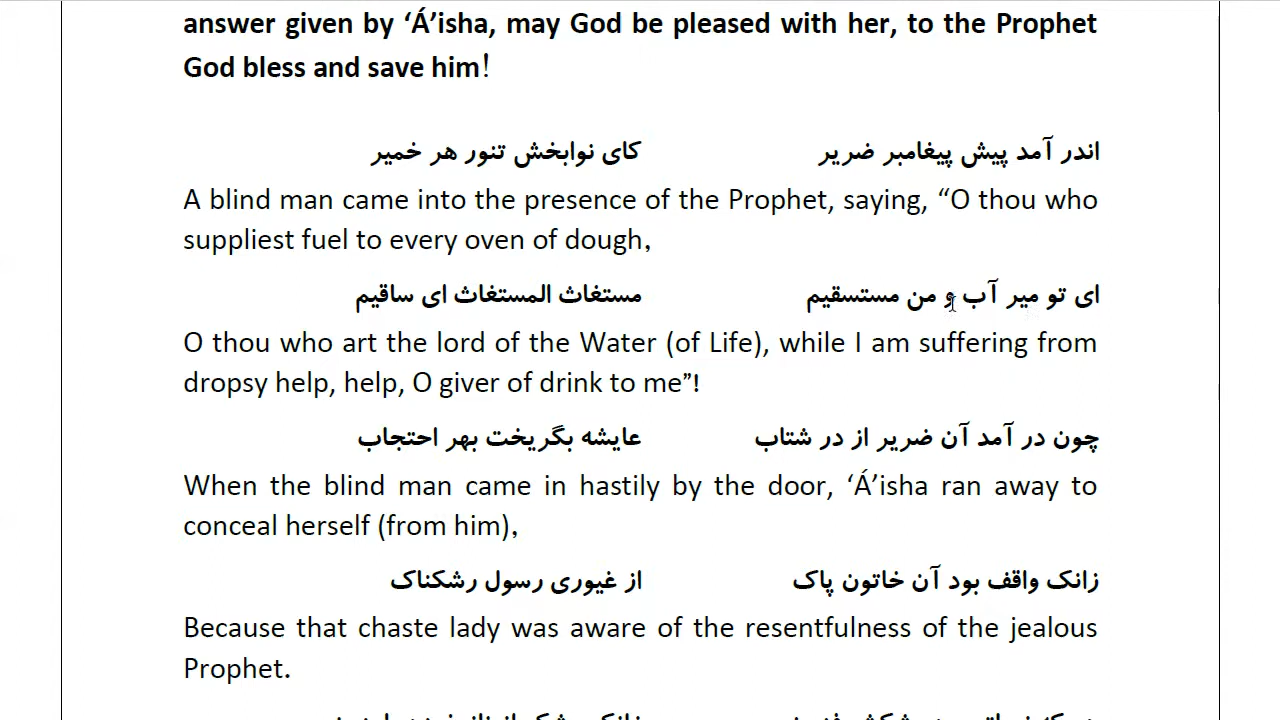 answer given by ‘Á’isha, may God be pleased with her, to the Prophet
God bless and save him!
اندر آمد پیش پیغامبر ضریر کای نوابخش تنور هر خمیر
A blind man came into the presence of the Prophet, saying, “O thou who
suppliest fuel to every oven of dough,
ای تو میر آب و من مستسقیم مستغاث المستغاث ای ساقیم
O thou who art the lord of the Water (of Life), while I am suffering from
dropsy help, help, O giver of drink to me”!
چون در آمد آن ضریر از در شتاب عایشه بگریخت بهر احتجاب
When the blind man came in hastily by the door, ‘Á’isha ran away to
conceal herself (from him),
زانک واقف بود آن خاتون پاک از غیوری رسول رشکناک
Because that chaste lady was aware of the resentfulness of the jealous
Prophet.